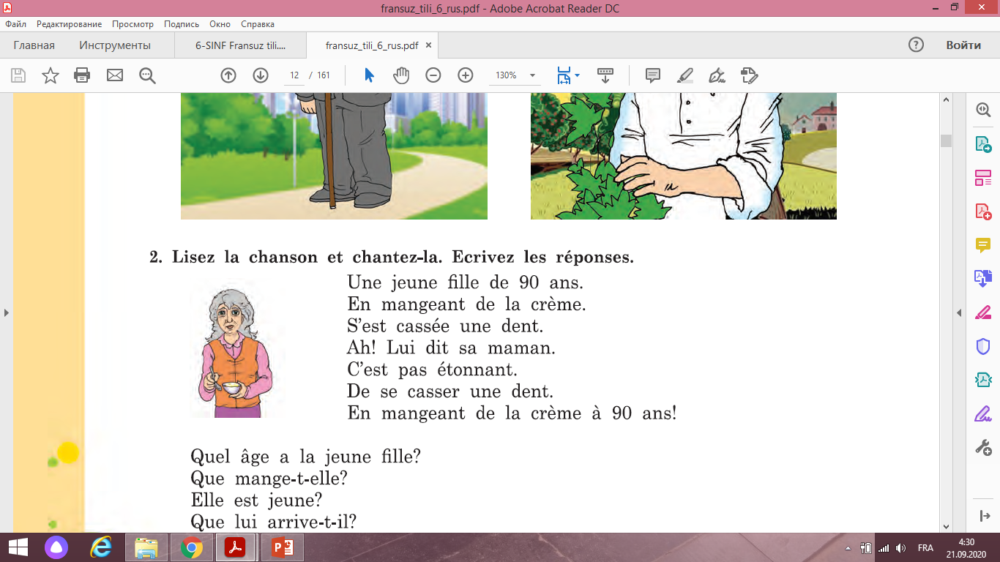 fransuz_tili_6_rus.pdf - Adobe Acrobat Reader DC
Файл Редактирование Просмотр Подпись Окно Справка
Главная Инструменты 6-SINF Fransuz tili.... fransuz_tili_6_rus.pdf × Войти
12 / 161 130%
2. Lisez la chanson et chantez-la. Ecrivez les réponses.
Une jeune fille de 90 ans.
En mangeant de la crème.
S'est cassée une dent.
Ah! Lui dit sa maman.
C'est pas étonnant.
De se casser une dent.
En mangeant de la crème à 90 ans!
Quel âge a la jeune fille?
Que mange-t-elle?
Elle est jeune?
Que lui arrive-t-il?
FRA
4:30
21.09.2020